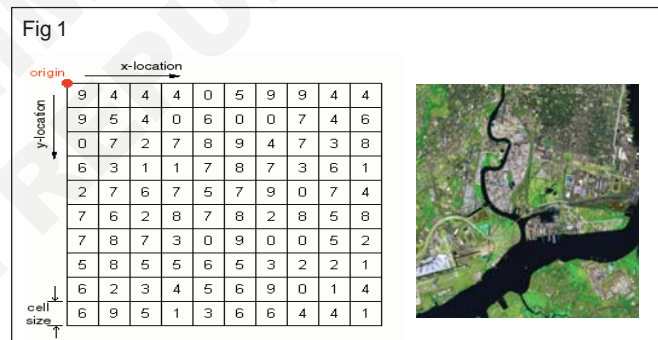 Fig 1
x-location
origin
y-location
9 4 4 4 0 5 9 9 4 4
9 5 4 0 6 0 0 7 4 6
0 7 2 7 8 9 4 7 3 8
6 3 1 1 7 8 7 3 6 1
2 7 6 7 5 7 9 0 7 4
7 6 2 8 7 8 2 8 5 8
7 8 7 3 0 9 0 0 5 2
5 8 5 5 6 5 3 2 2 1
6 2 3 4 5 6 9 0 1 4
6 9 5 1 3 6 6 4 4 1
cell
size